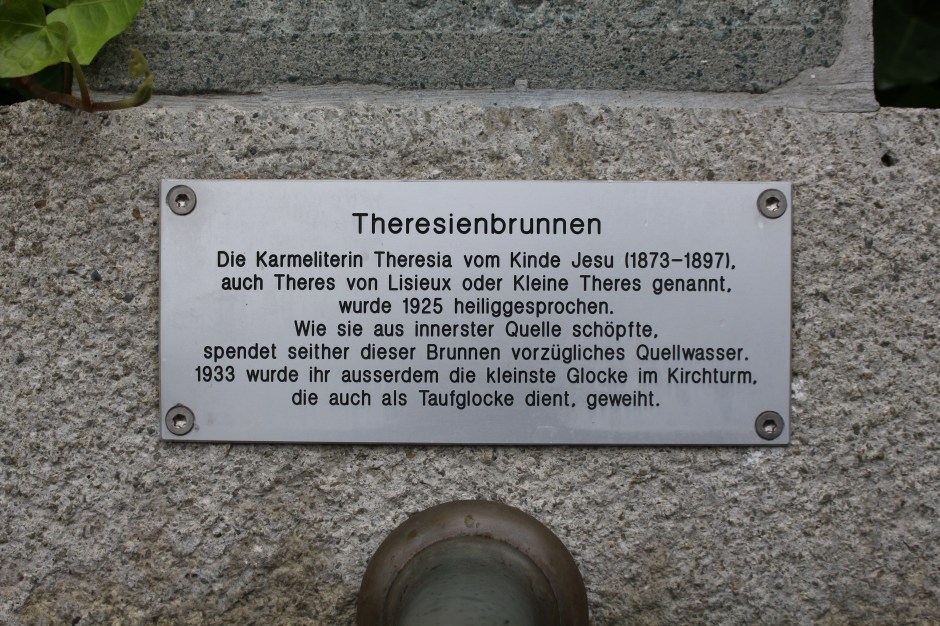 Theresienbrunnen
Die Karmeliterin Theresia vom Kinde Jesu (1873–1897),
auch Theres von Lisieux oder Kleine Theres genannt,
wurde 1925 heiliggesprochen.
Wie sie aus innerster Quelle schöpfte,
spendet seither dieser Brunnen vorzügliches Quellwasser.
1933 wurde ihr ausserdem die kleinste Glocke im Kirchturm,
die auch als Taufglocke dient, geweiht.